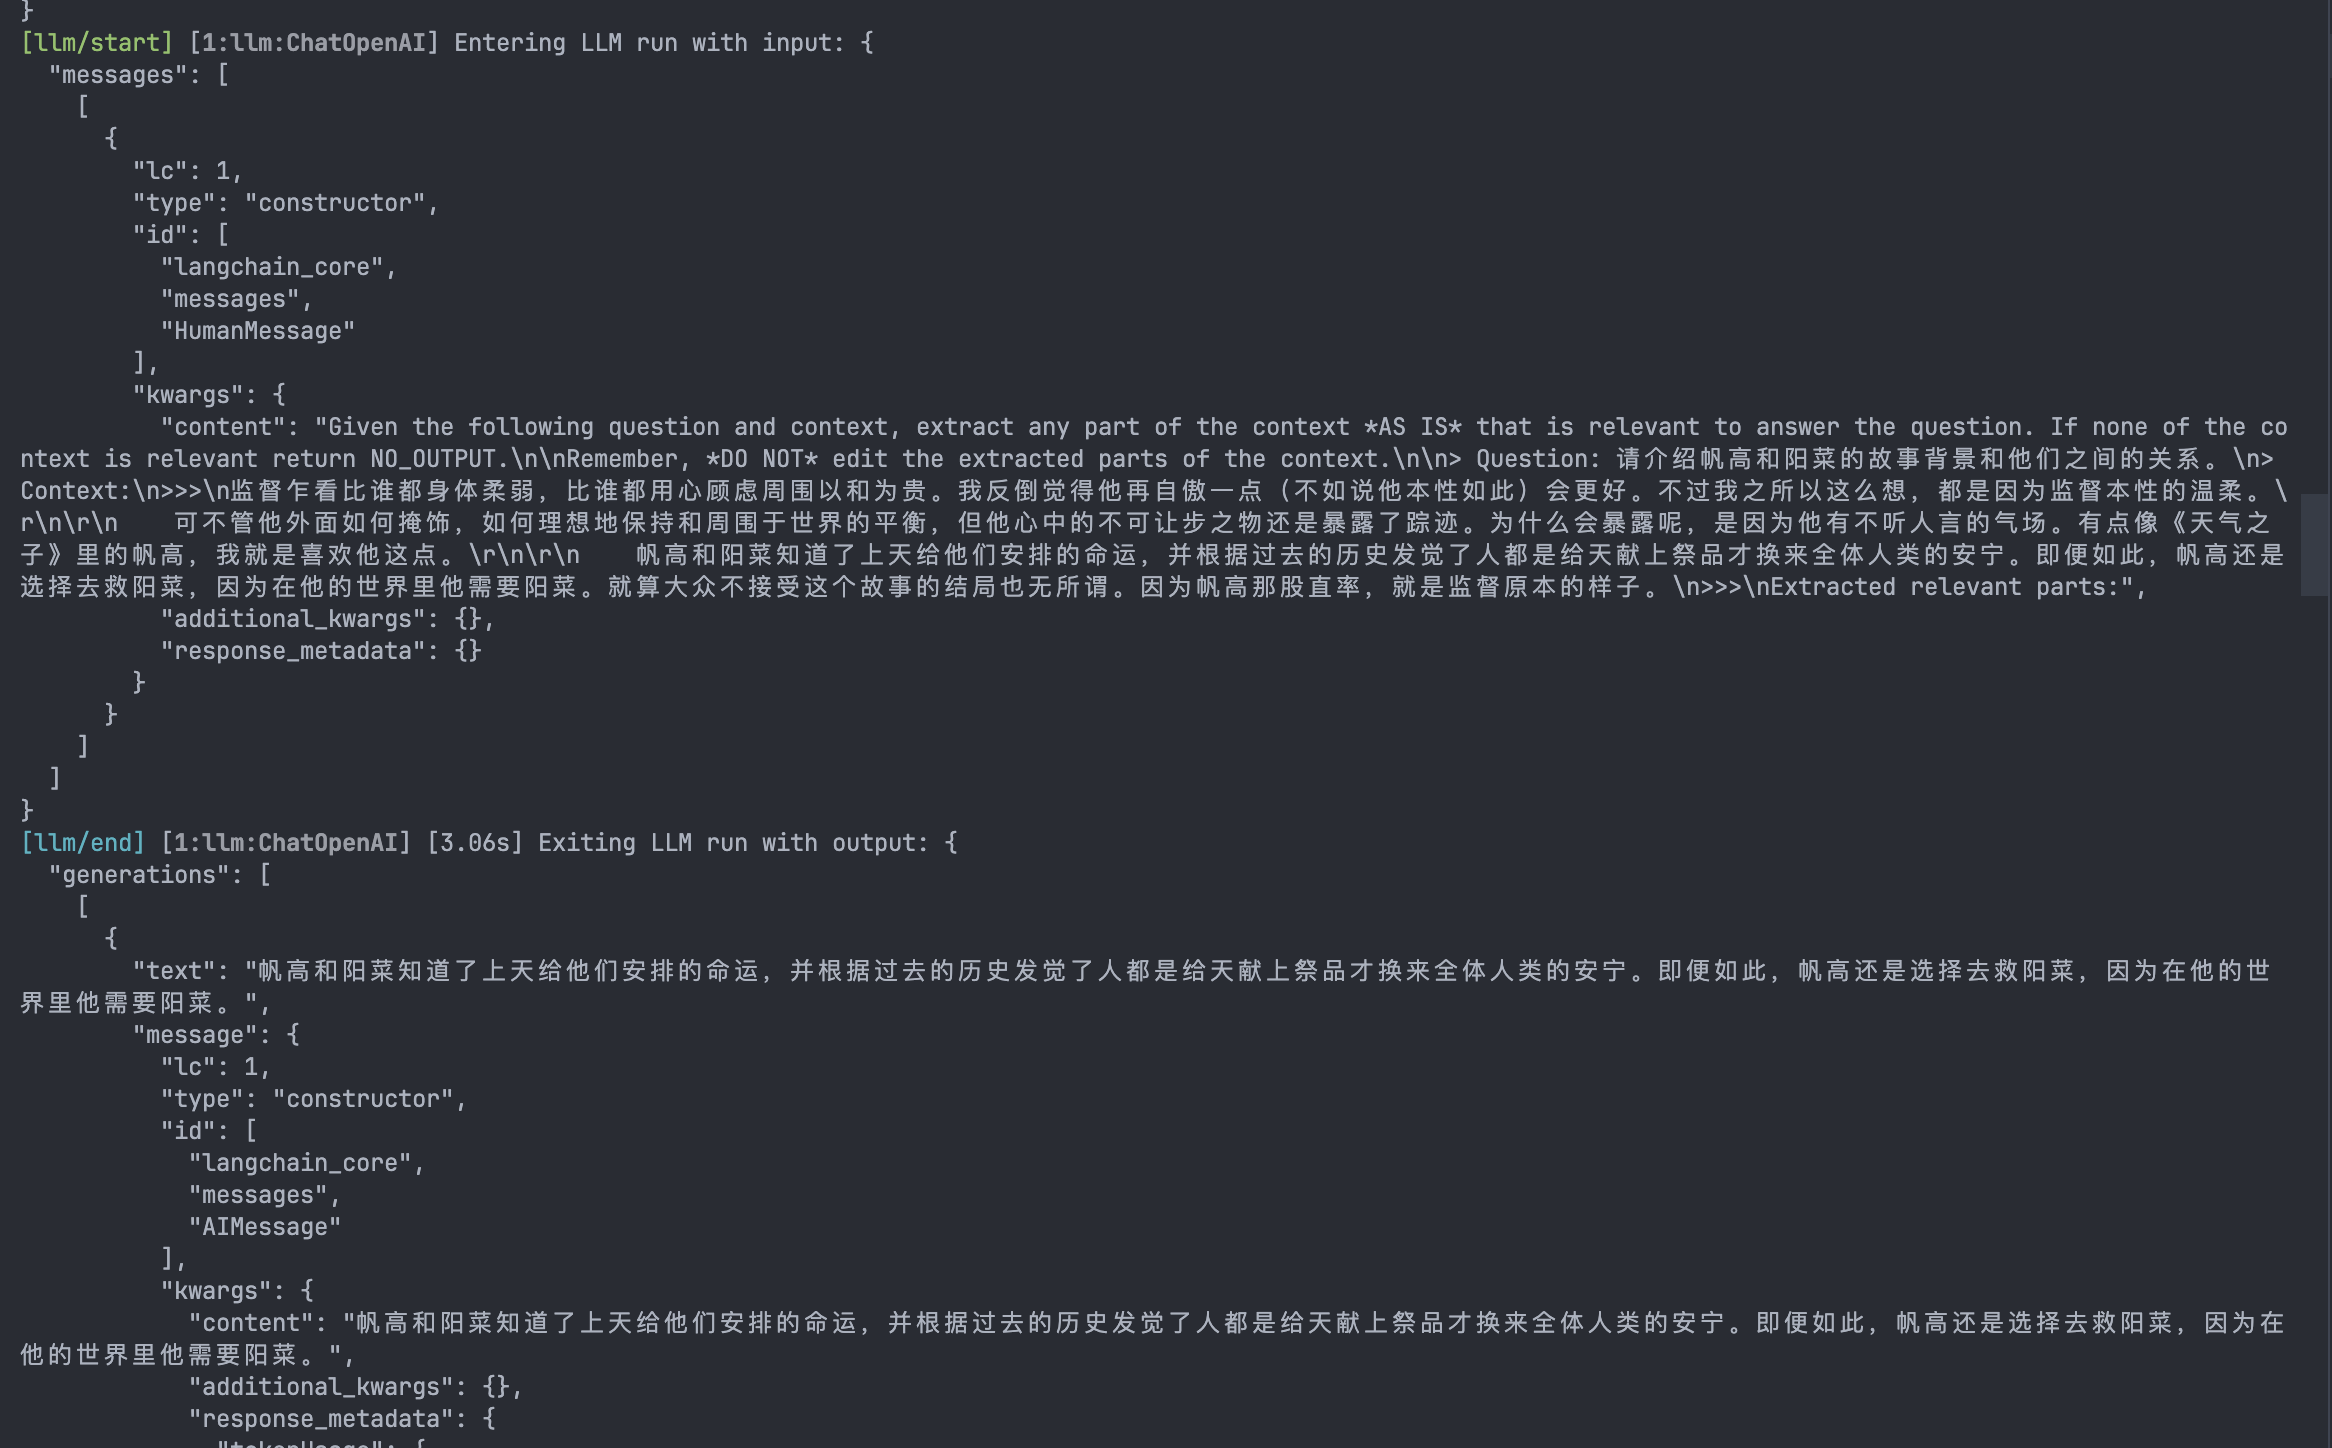 }
[llm/start] [1:llm:ChatOpenAI] Entering LLM run with input: {
  "messages": [
    [
      {
        "lc": 1,
        "type": "constructor",
        "id": [
          "langchain_core",
          "messages",
          "HumanMessage"
        ],
        "kwargs": {
          "content": "Given the following question and context, extract any part of the context *AS IS* that is relevant to answer the question. If none of the co
ntext is relevant return NO_OUTPUT.\n\nRemember, *DO NOT* edit the extracted parts of the context.\n\n> Question: 请介绍帆高和阳菜的故事背景和他们之间的关系。\n>
Context:\n>>>\n监督乍看比谁都身体柔弱，比谁都用心顾虑周围以和为贵。我反倒觉得他再自傲一点（不如说他本性如此）会更好。不过我之所以这么想，都是因为监督本性的温柔。\
r\n\r\n    可不管他外面如何掩饰，如何理想地保持和周围于世界的平衡，但他心中的不可让步之物还是暴露了踪迹。为什么会暴露呢，是因为他有不听人言的气场。有点像《天气之
子》里的帆高，我就是喜欢他这点。\r\n\r\n    帆高和阳菜知道了上天给他们安排的命运，并根据过去的历史发觉了人都是给天献上祭品才换来全体人类的安宁。即便如此，帆高还是
选择去救阳菜，因为在他的世界里他需要阳菜。就算大众不接受这个故事的结局也无所谓。因为帆高那股直率，就是监督原本的样子。\n>>>\nExtracted relevant parts:",
          "additional_kwargs": {},
          "response_metadata": {}
        }
      }
    ]
  ]
}
[llm/end] [1:llm:ChatOpenAI] [3.06s] Exiting LLM run with output: {
  "generations": [
    [
      {
        "text": "帆高和阳菜知道了上天给他们安排的命运，并根据过去的历史发觉了人都是给天献上祭品才换来全体人类的安宁。即便如此，帆高还是选择去救阳菜，因为在他的世
界里他需要阳菜。",
        "message": {
          "lc": 1,
          "type": "constructor",
          "id": [
            "langchain_core",
            "messages",
            "AIMessage"
          ],
          "kwargs": {
            "content": "帆高和阳菜知道了上天给他们安排的命运，并根据过去的历史发觉了人都是给天献上祭品才换来全体人类的安宁。即便如此，帆高还是选择去救阳菜，因为在
他的世界里他需要阳菜。",
            "additional_kwargs": {},
            "response_metadata": {
              "tokenUsage": {